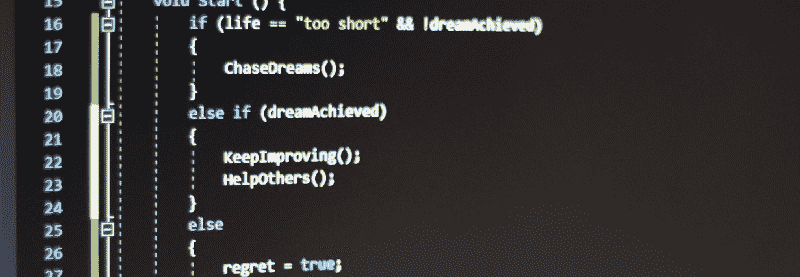 15 void start () {
16 if (life == "too short" && !dreamAchieved)
17 {
18 ChaseDreams();
19 }
20 else if (dreamAchieved)
21 {
22 KeepImproving();
23 HelpOthers();
24 }
25 else
26 {
27 regret = true;